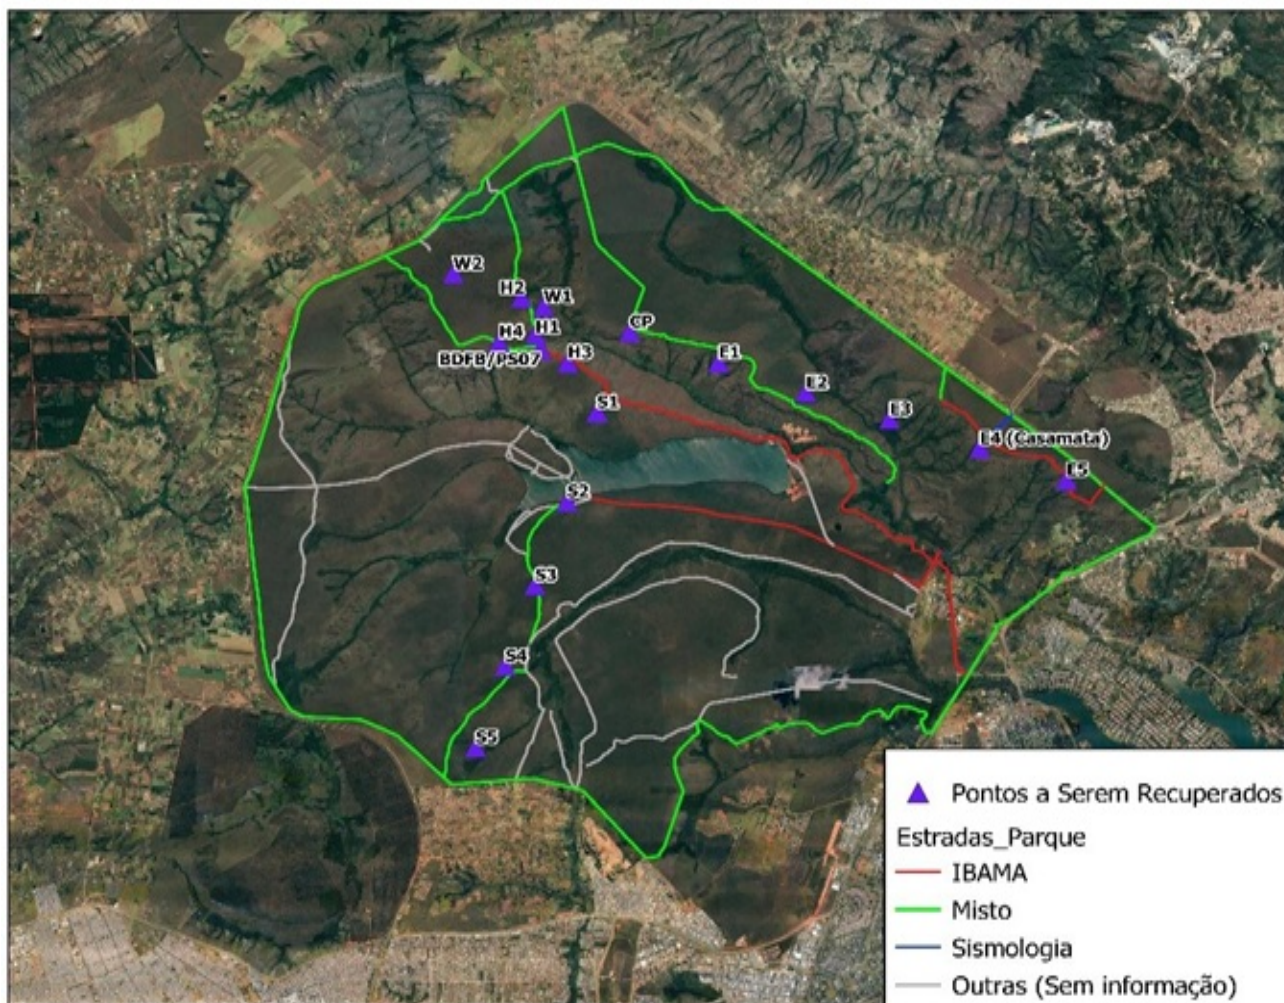 W2
H2
W1
H4
H1
CP
BDFB/PS07
H3
E1
E2
S1
E3
E4 (Casamata)
E5
S2
S3
S4
S5
Pontos a Serem Recuperados
Estradas_Parque
IBAMA
Misto
Sismologia
Outras (Sem informação)